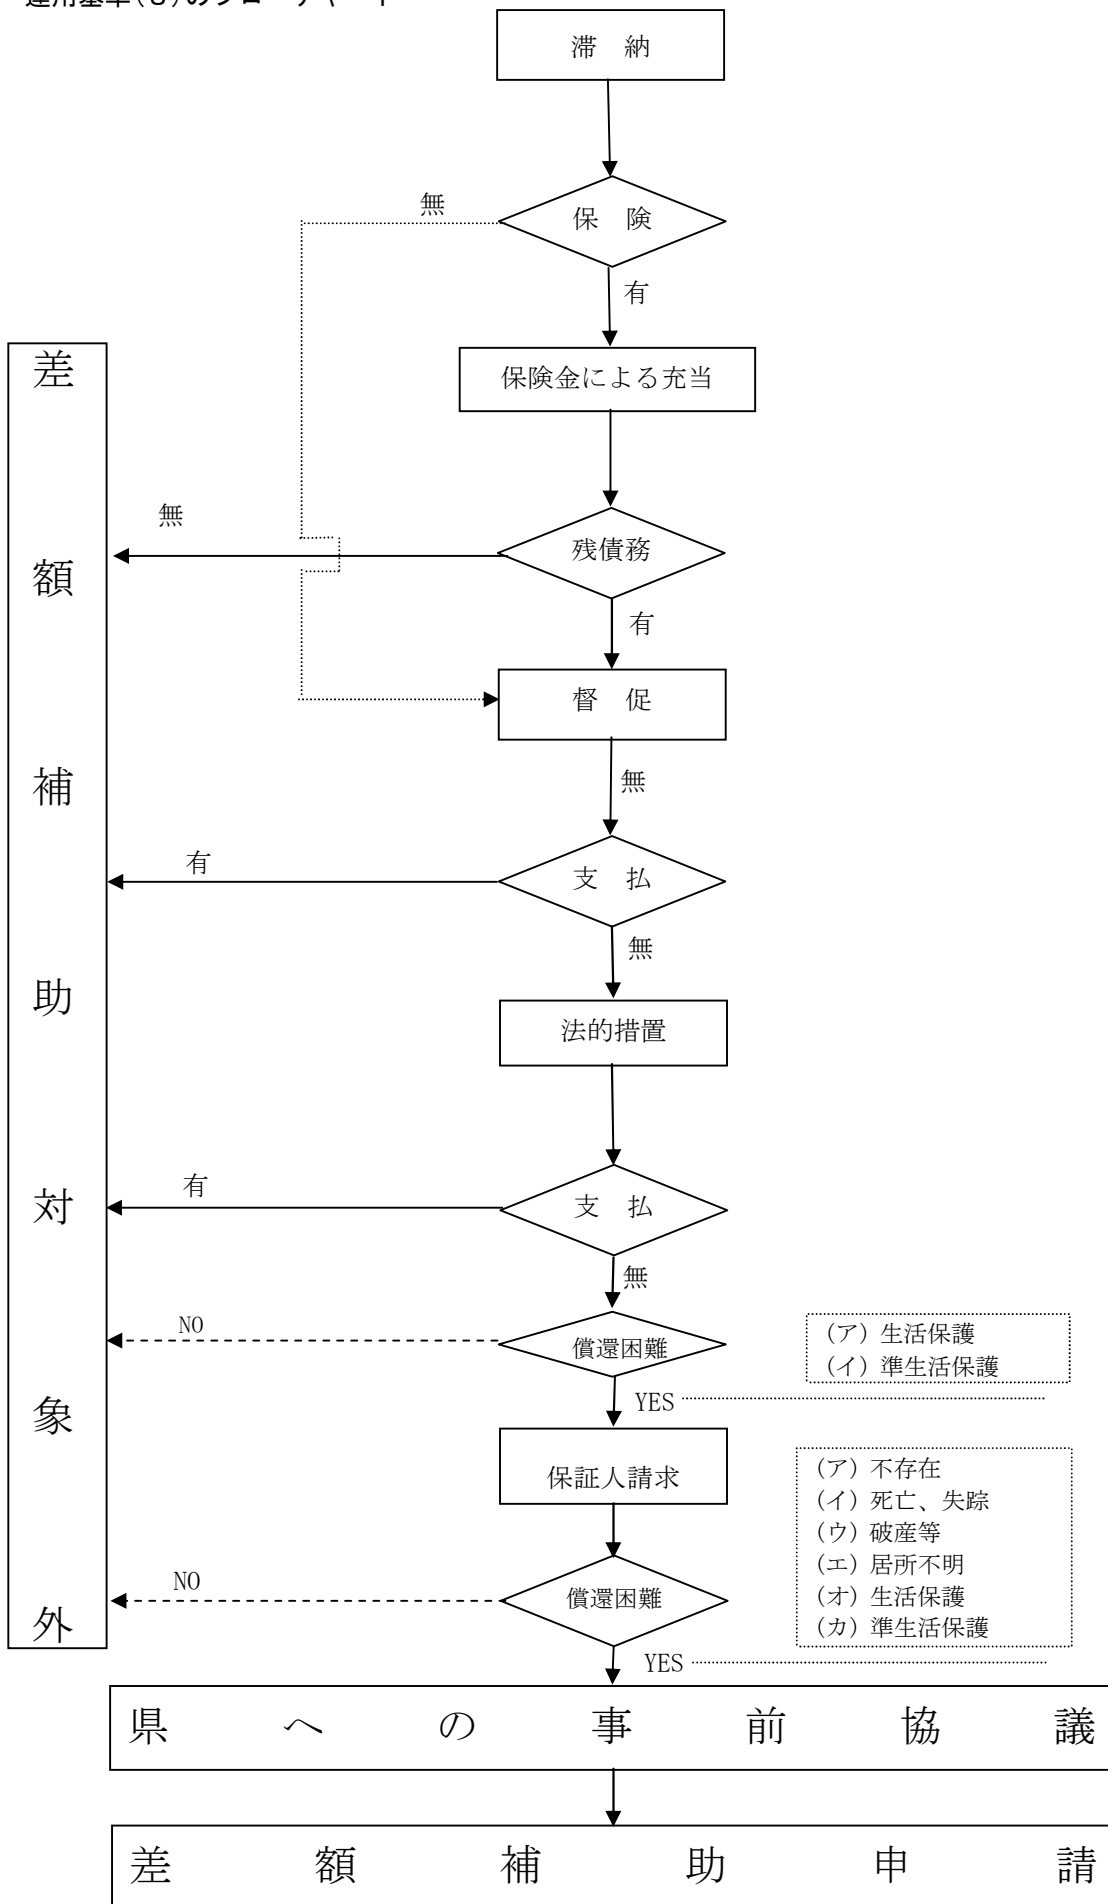 滞 納
無
保 険
有
保険金による充当
無
残債務
有
督 促
無
有
支 払
無
法的措置
有
支 払
無
NO
償還困難
(ア) 生活保護
(イ) 準生活保護
YES
保証人請求
(ア) 不存在
(イ) 死亡、失踪
(ウ) 破産等
(エ) 居所不明
(オ) 生活保護
(カ) 準生活保護
NO
償還困難
YES
差額補助対象外
県への事前協議
差額補助申請